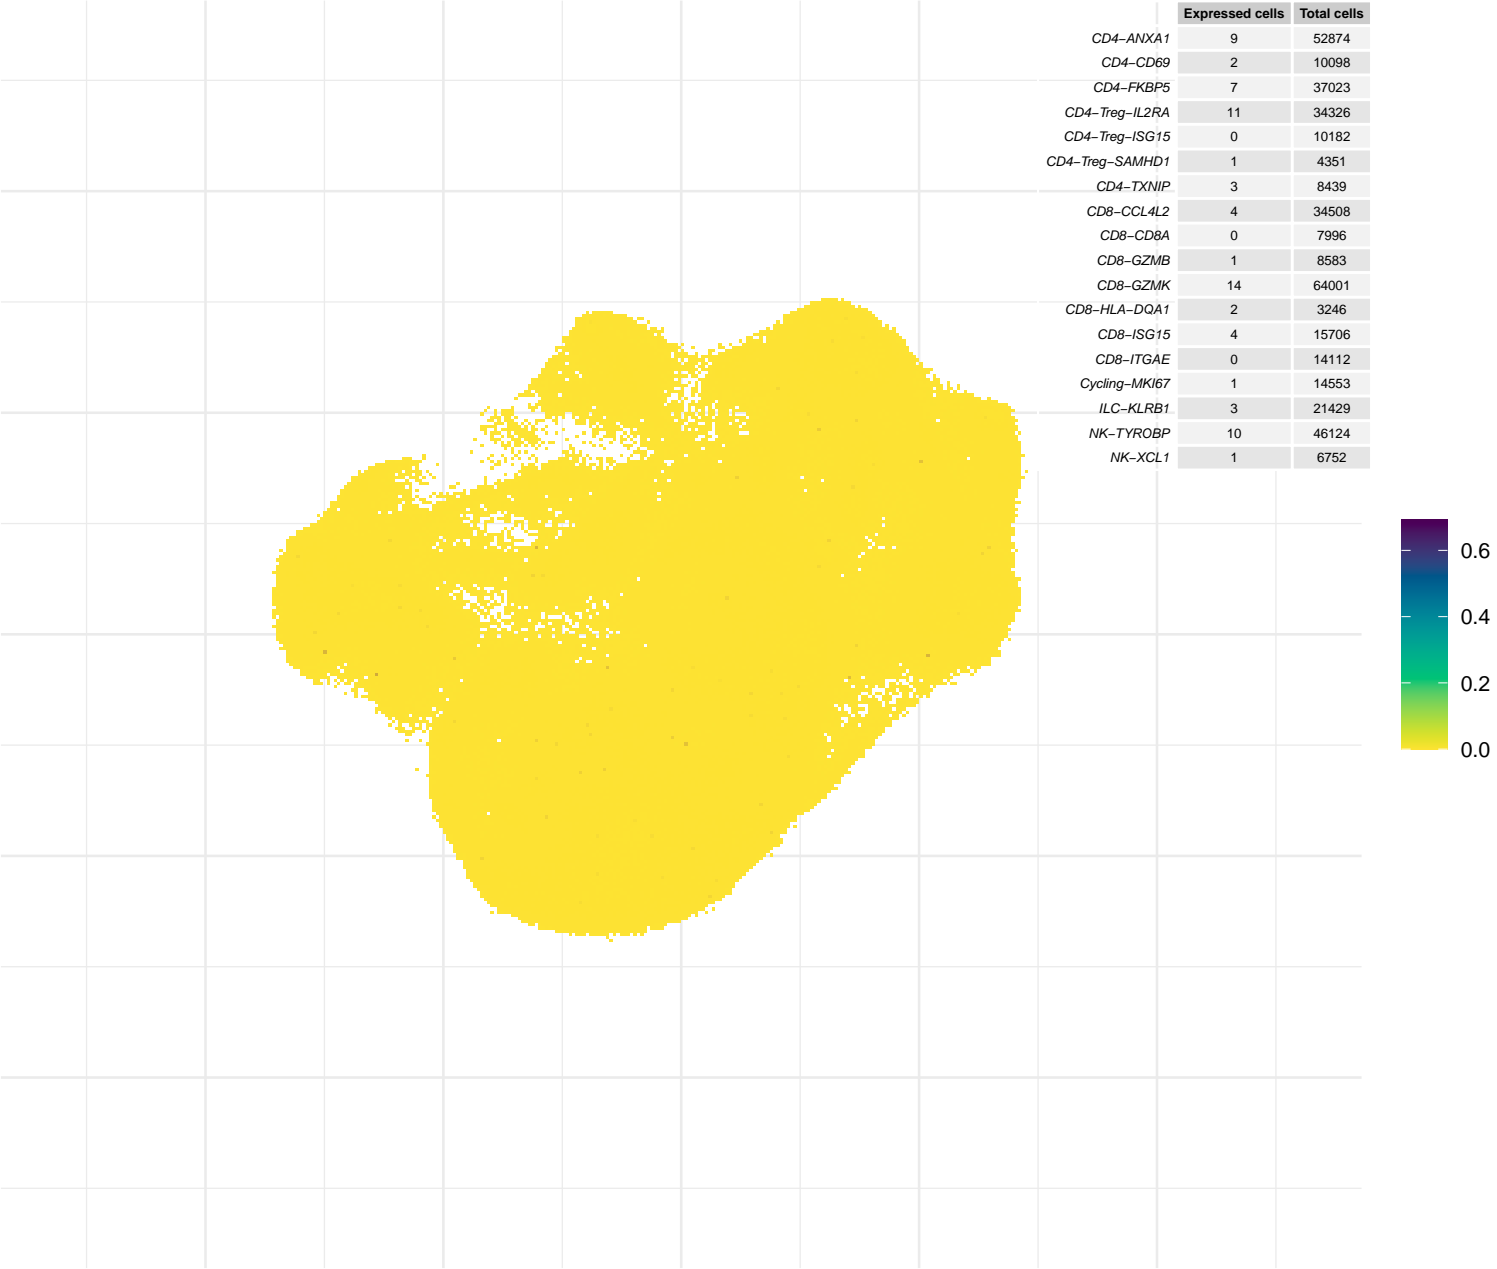 Expressed cells Total cells
CD4−ANXA1 9 52874
CD4−CD69 2 10098
CD4−FKBP5 7 37023
CD4−Treg−IL2RA 11 34326
CD4−Treg−ISG15 0 10182
CD4−Treg−SAMHD1 1 4351
CD4−TXNIP 3 8439
CD8−CCL4L2 4 34508
CD8−CD8A 0 7996
CD8−GZMB 1 8583
CD8−GZMK 14 64001
CD8−HLA−DQA1 2 3246
CD8−ISG15 4 15706
CD8−ITGAE 0 14112
Cycling−MKI67 1 14553
ILC−KLRB1 3 21429
NK−TYROBP 10 46124
NK−XCL1 1 6752
0.6
0.4
0.2
0.0